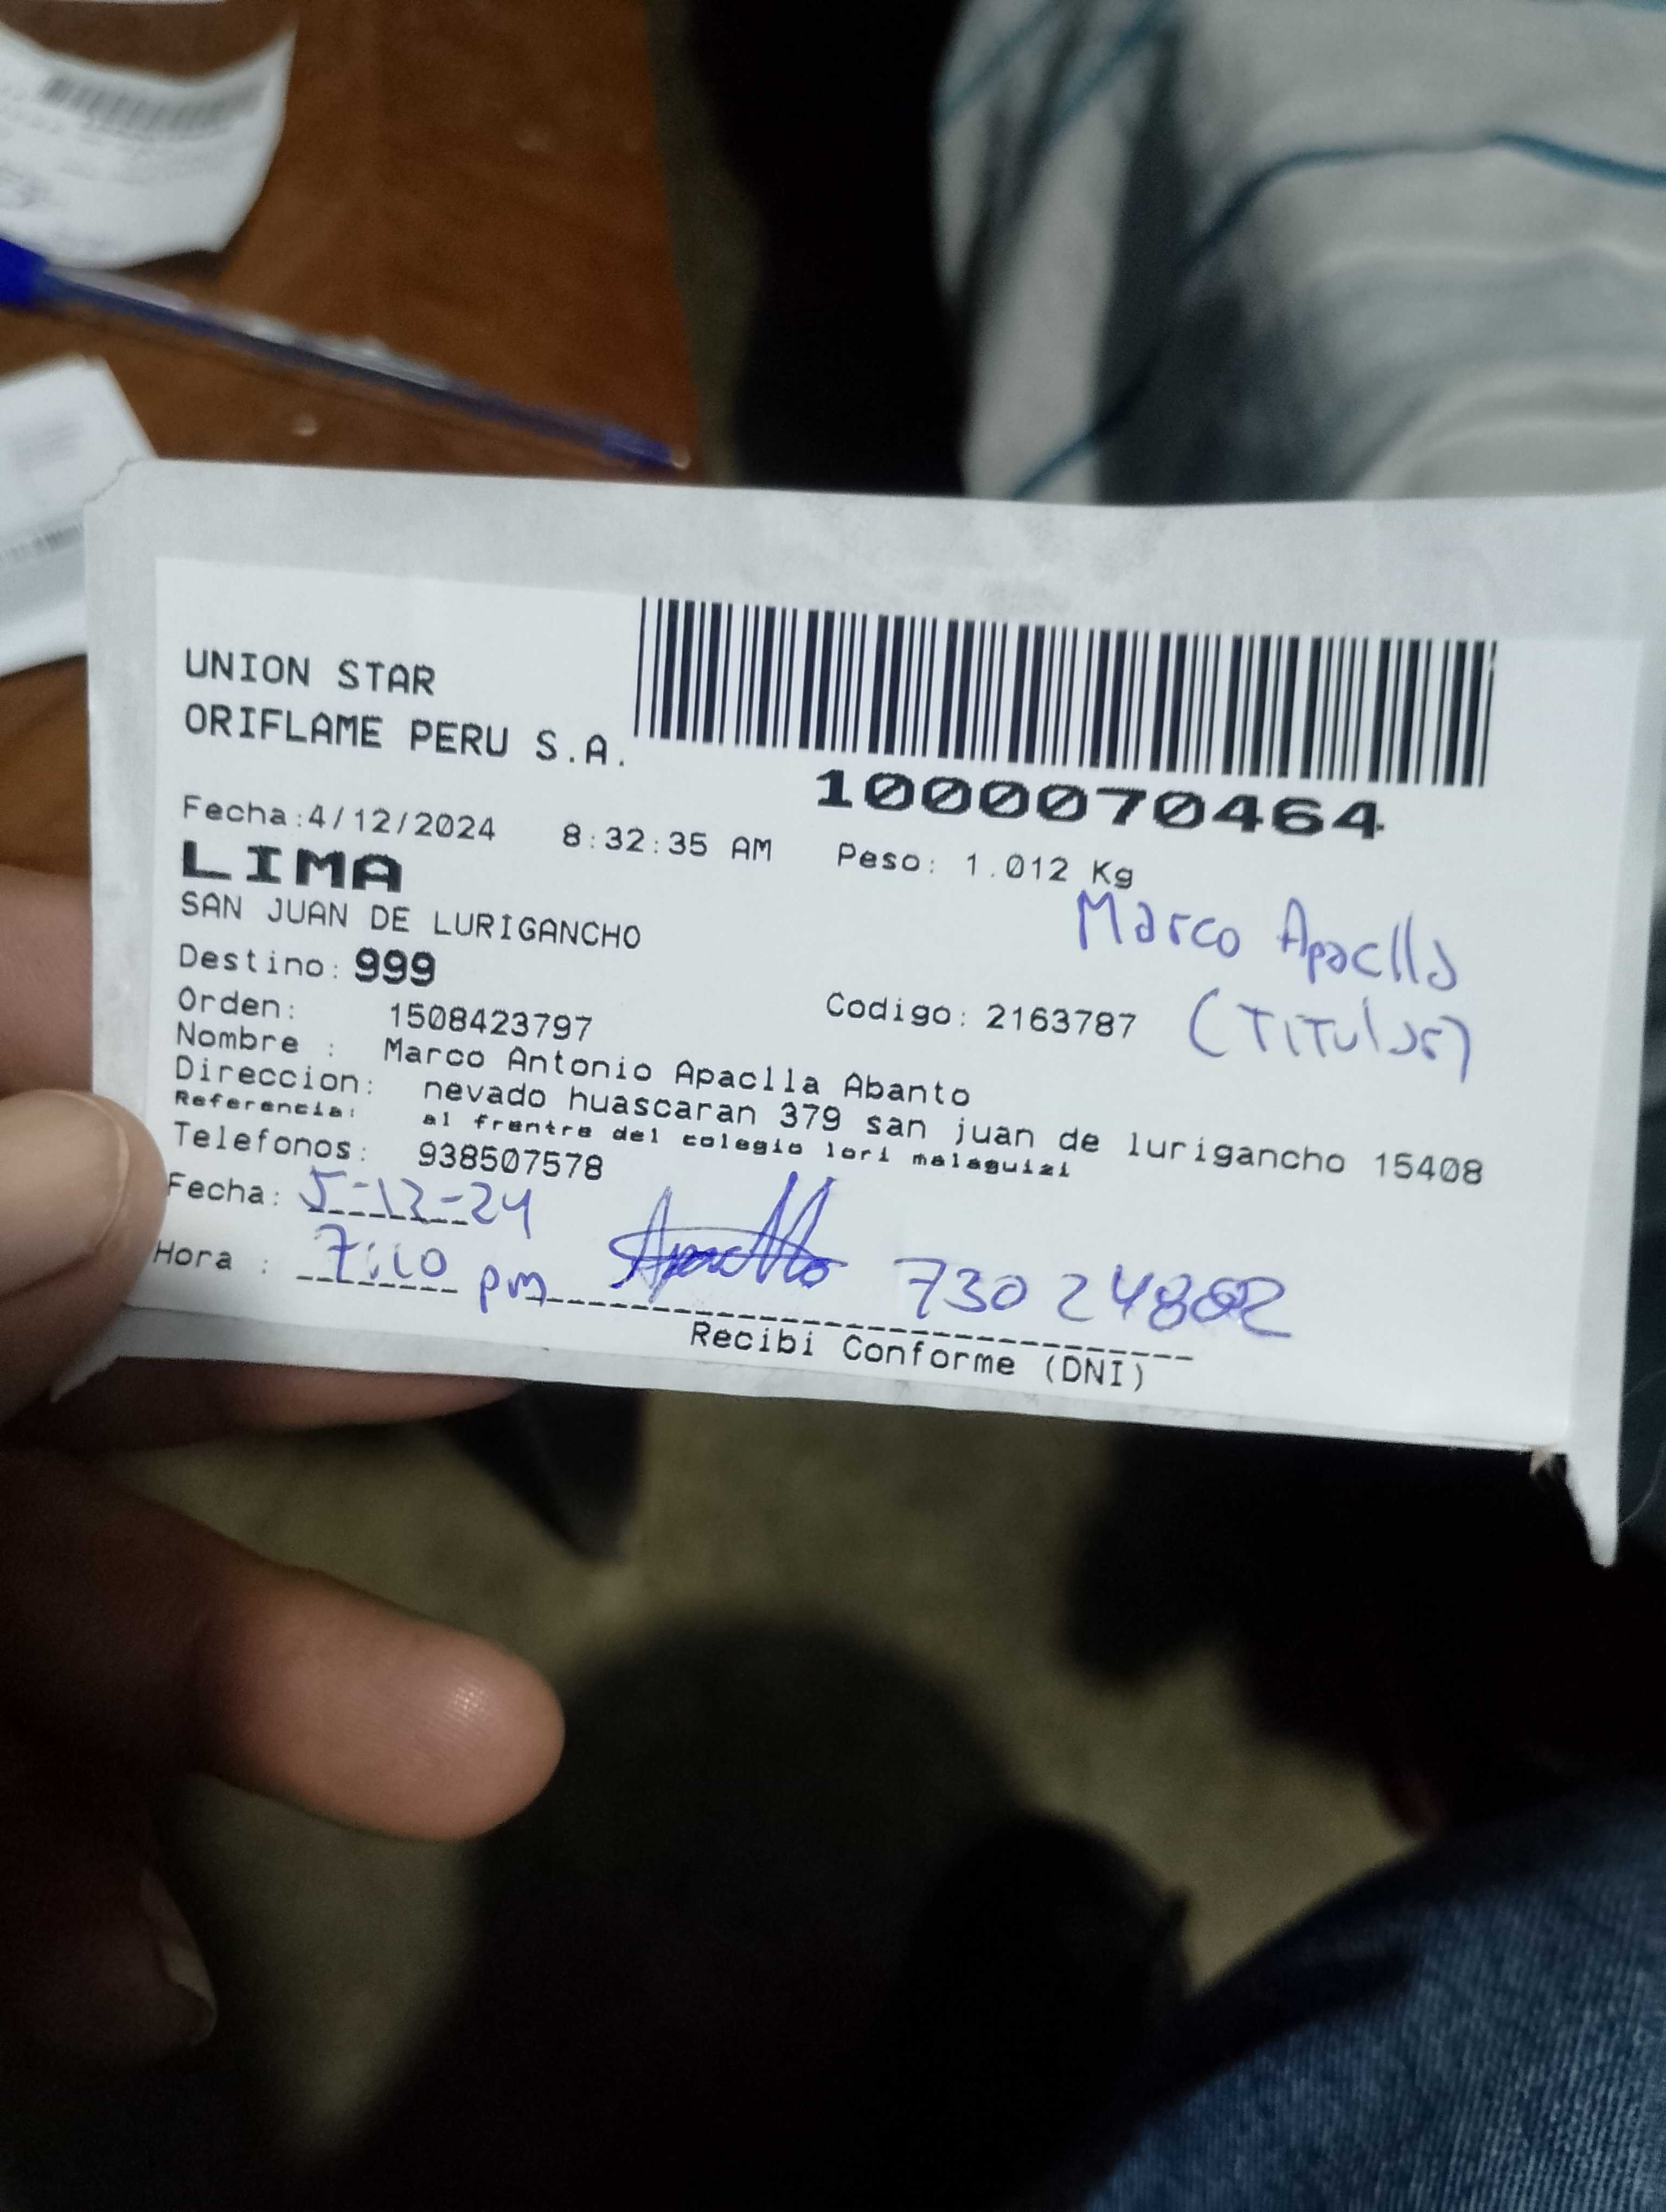 UNION STAR
ORIFLAME PERU S.A.
1000070464
Fecha:4/12/2024 8:32:35 AM Peso: 1.012 Kg
LIMA
SAN JUAN DE LURIGANCHO
Marco Apaclla
Destino: 999
Orden: 1508423797 Codigo: 2163787 (TITular)
Nombre : Marco Antonio Apaclla Abanto
Direccion: nevado huascaran 379 san juan de lurigancho 15408
Referencia: al frentre del colegio lori malaguizi
Telefonos: 938507578
Fecha: 5-12-24
Hora : 7:10 pm Apaclla 73024802
Recibi Conforme (DNI)